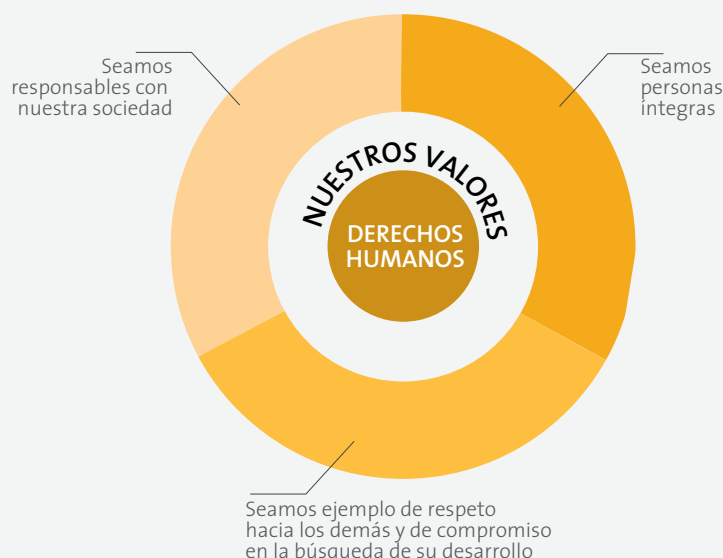 Seamos
responsables con
nuestra sociedad
Seamos
personas
íntegras
NUESTROS VALORES
DERECHOS
HUMANOS
Seamos ejemplo de respeto
hacia los demás y de compromiso
en la búsqueda de su desarrollo